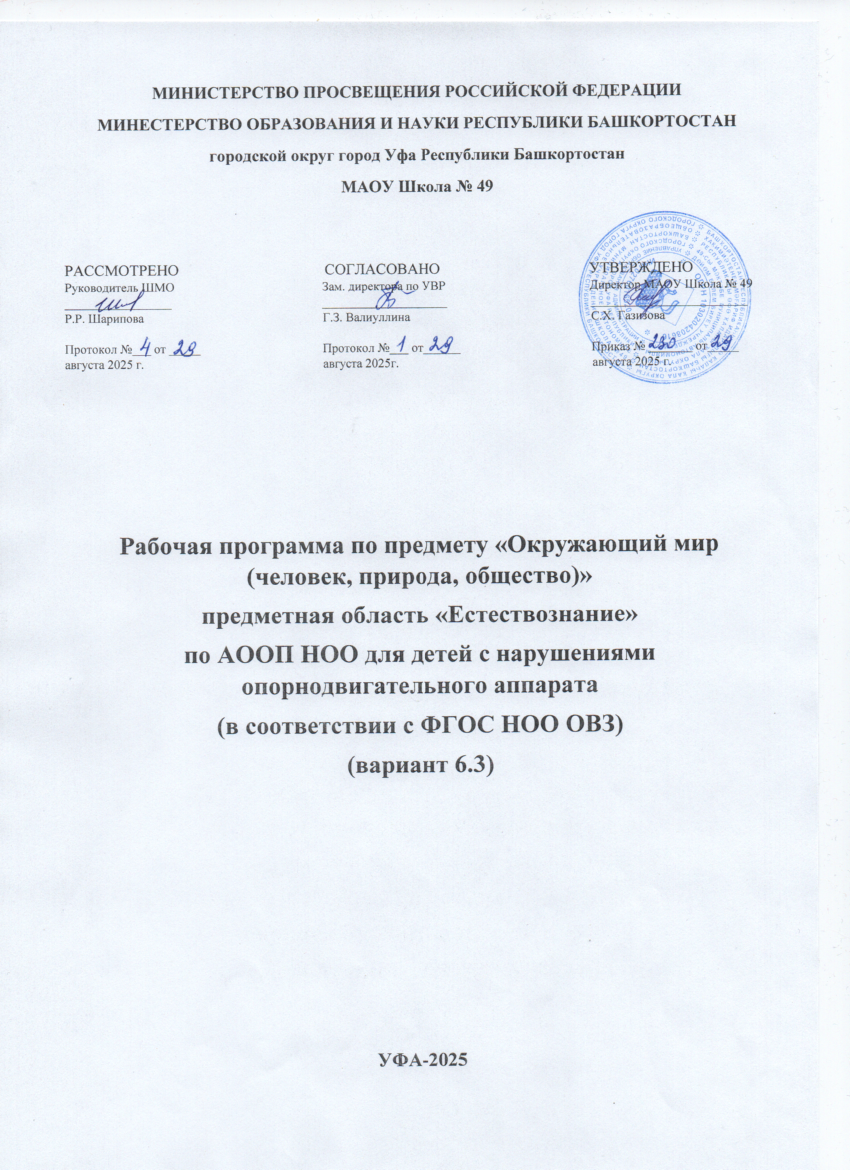 МИНИСТЕРСТВО ПРОСВЕЩЕНИЯ РОССИЙСКОЙ ФЕДЕРАЦИИ
МИНЕСТЕРСТВО ОБРАЗОВАНИЯ И НАУКИ РЕСПУБЛИКИ БАШКОРТОСТАН
городской округ город Уфа Республики Башкортостан
МАОУ Школа № 49
РАССМОТРЕНО
Руководитель ШМО
Р.Р. Шарипова
Протокол № 4 от 29
августа 2025 г.
СОГЛАСОВАНО
Зам. директора по УВР
Г.З. Валиуллина
Протокол № 1 от 29
августа 2025г.
УТВЕРЖДЕНО
Директор МАОУ Школа № 49
С.Х. Газизова
Приказ № 230 от 29
августа 2025 г.
Рабочая программа по предмету «Окружающий мир
(человек, природа, общество)»
предметная область «Естествознание»
по АООП НОО для детей с нарушениями
опорнодвигательного аппарата
(в соответствии с ФГОС НОО ОВЗ)
(вариант 6.3)
УФА-2025